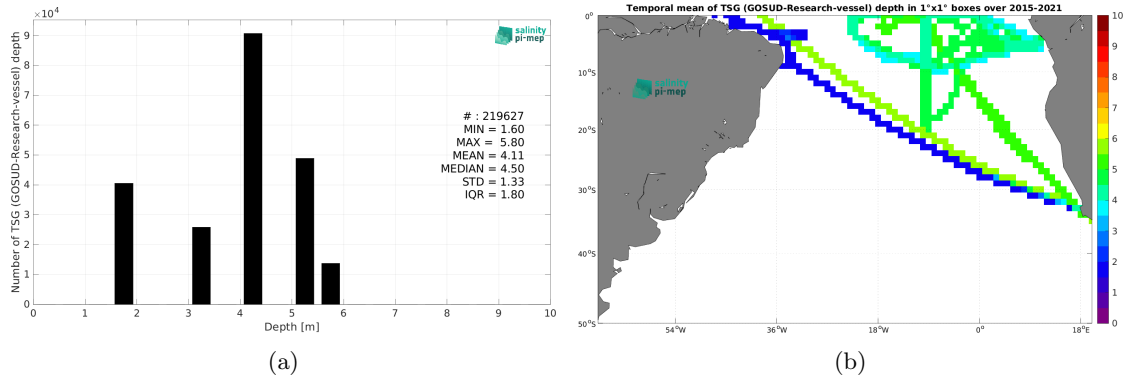 ×10⁴
9
8
7
6
5
4
3
2
1
0
Number of TSG (GOSUD-Research-vessel) depth
salinity
pi-mep
# : 219627
MIN = 1.60
MAX = 5.80
MEAN = 4.11
MEDIAN = 4.50
STD = 1.33
IQR = 1.80
0 1 2 3 4 5 6 7 8 9 10
Depth [m]
(a)
Temporal mean of TSG (GOSUD-Research-vessel) depth in 1°x1° boxes over 2015-2021
0°
10°S
20°S
30°S
40°S
50°S
salinity
pi-mep
54°W 36°W 18°W 0° 18°E
10
9
8
7
6
5
4
3
2
1
0
(b)